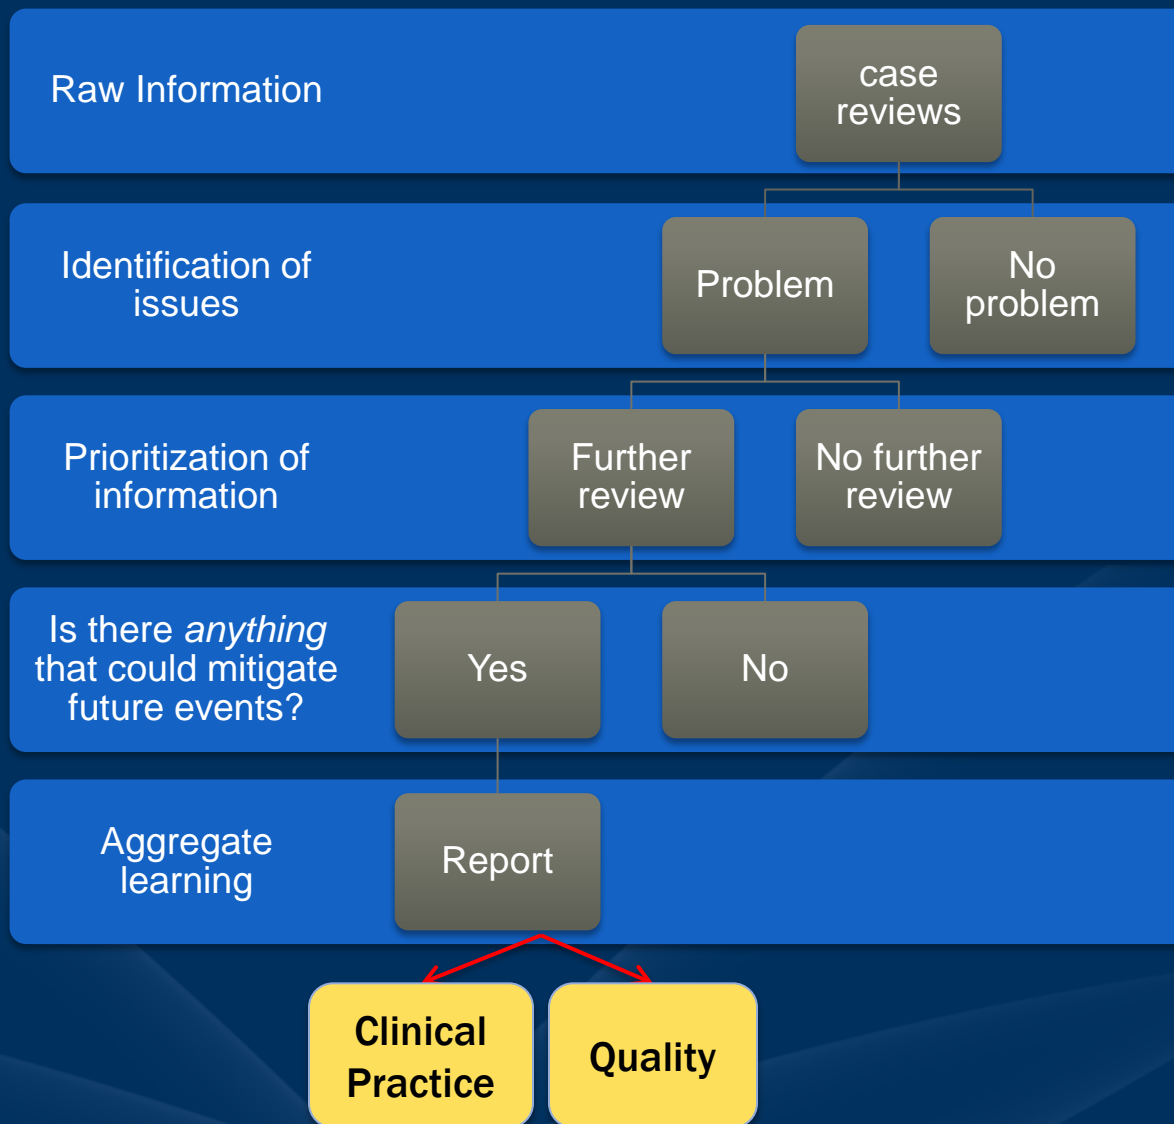 Raw Information
case
reviews
Identification of
issues
Problem
No
problem
Prioritization of
information
Further
review
No further
review
Is there anything
that could mitigate
future events?
Yes
No
Aggregate
learning
Report
Clinical
Practice
Quality